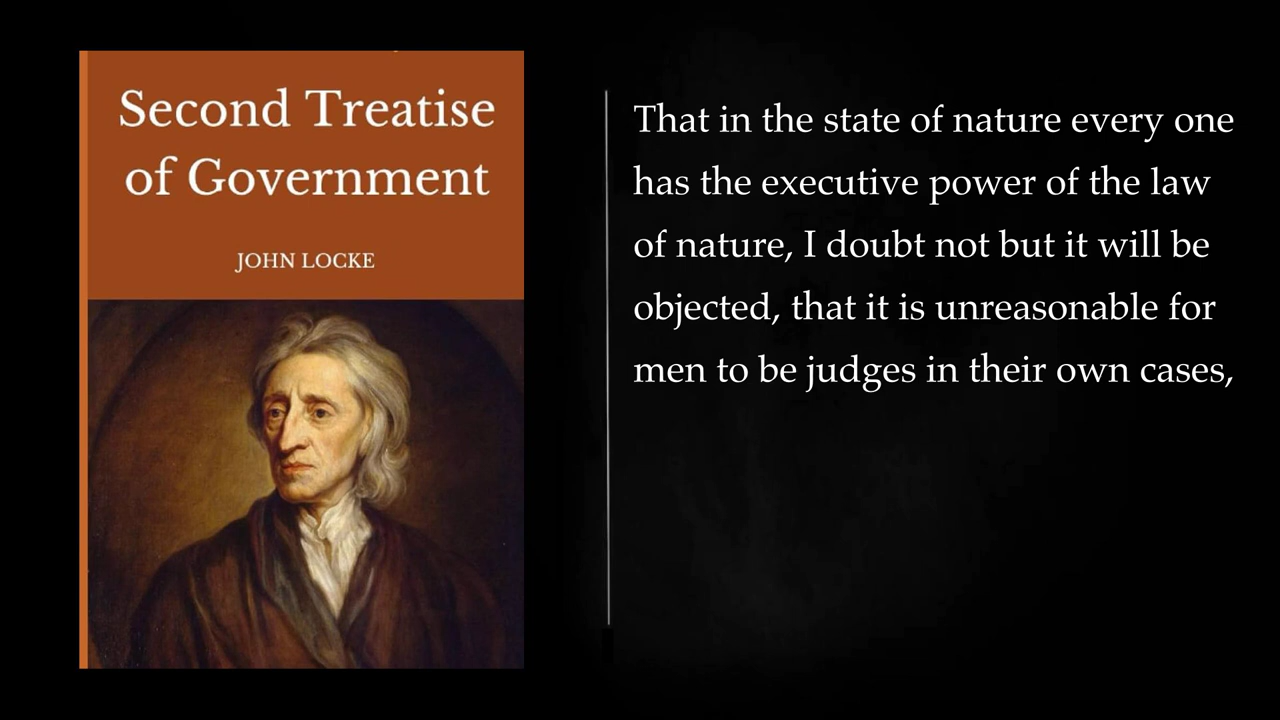 Second Treatise
of Government
JOHN LOCKE
That in the state of nature every one
has the executive power of the law
of nature, I doubt not but it will be
objected, that it is unreasonable for
men to be judges in their own cases,